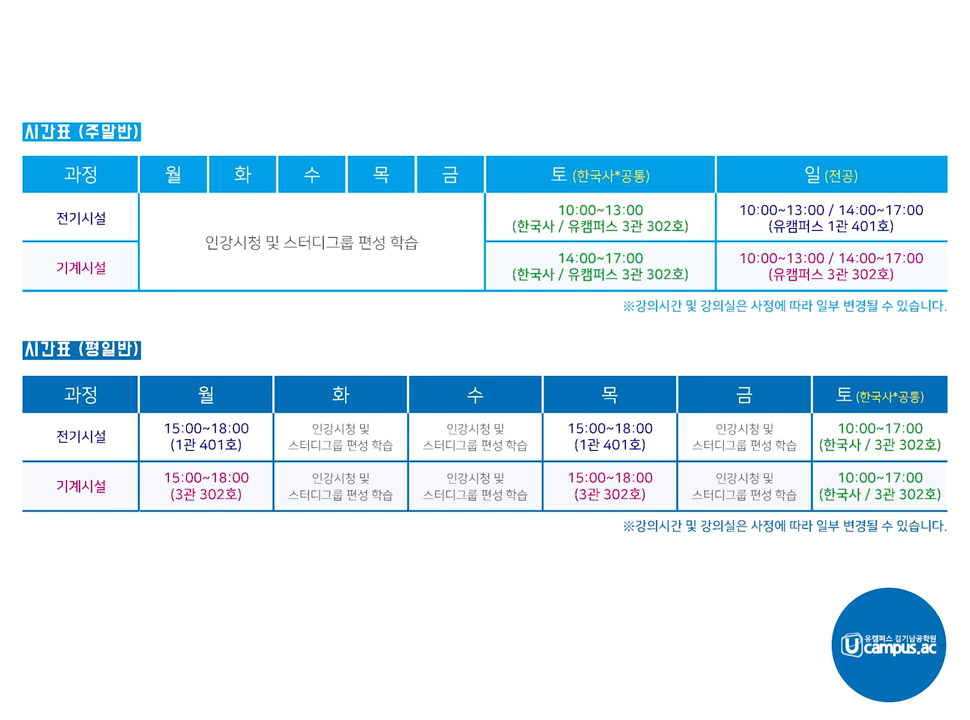 시간표 (주말반)
과정 월 화 수 목 금 토 (한국사*공통) 일 (전공)
전기시설
인강시청 및 스터디그룹 편성 학습
10:00~13:00
(한국사 / 유캠퍼스 3관 302호)
10:00~13:00 / 14:00~17:00
(유캠퍼스 1관 401호)
기계시설
14:00~17:00
(한국사 / 유캠퍼스 3관 302호)
10:00~13:00 / 14:00~17:00
(유캠퍼스 3관 302호)
※강의시간 및 강의실은 사정에 따라 일부 변경될 수 있습니다.
시간표 (평일반)
과정 월 화 수 목 금 토 (한국사*공통)
전기시설
15:00~18:00
(1관 401호)
인강시청 및
스터디그룹 편성 학습
인강시청 및
스터디그룹 편성 학습
15:00~18:00
(1관 401호)
인강시청 및
스터디그룹 편성 학습
10:00~17:00
(한국사 / 3관 302호)
기계시설
15:00~18:00
(3관 302호)
인강시청 및
스터디그룹 편성 학습
인강시청 및
스터디그룹 편성 학습
15:00~18:00
(3관 302호)
인강시청 및
스터디그룹 편성 학습
10:00~17:00
(한국사 / 3관 302호)
※강의시간 및 강의실은 사정에 따라 일부 변경될 수 있습니다.
유캠퍼스 김기남공학원
Ucampus.ac